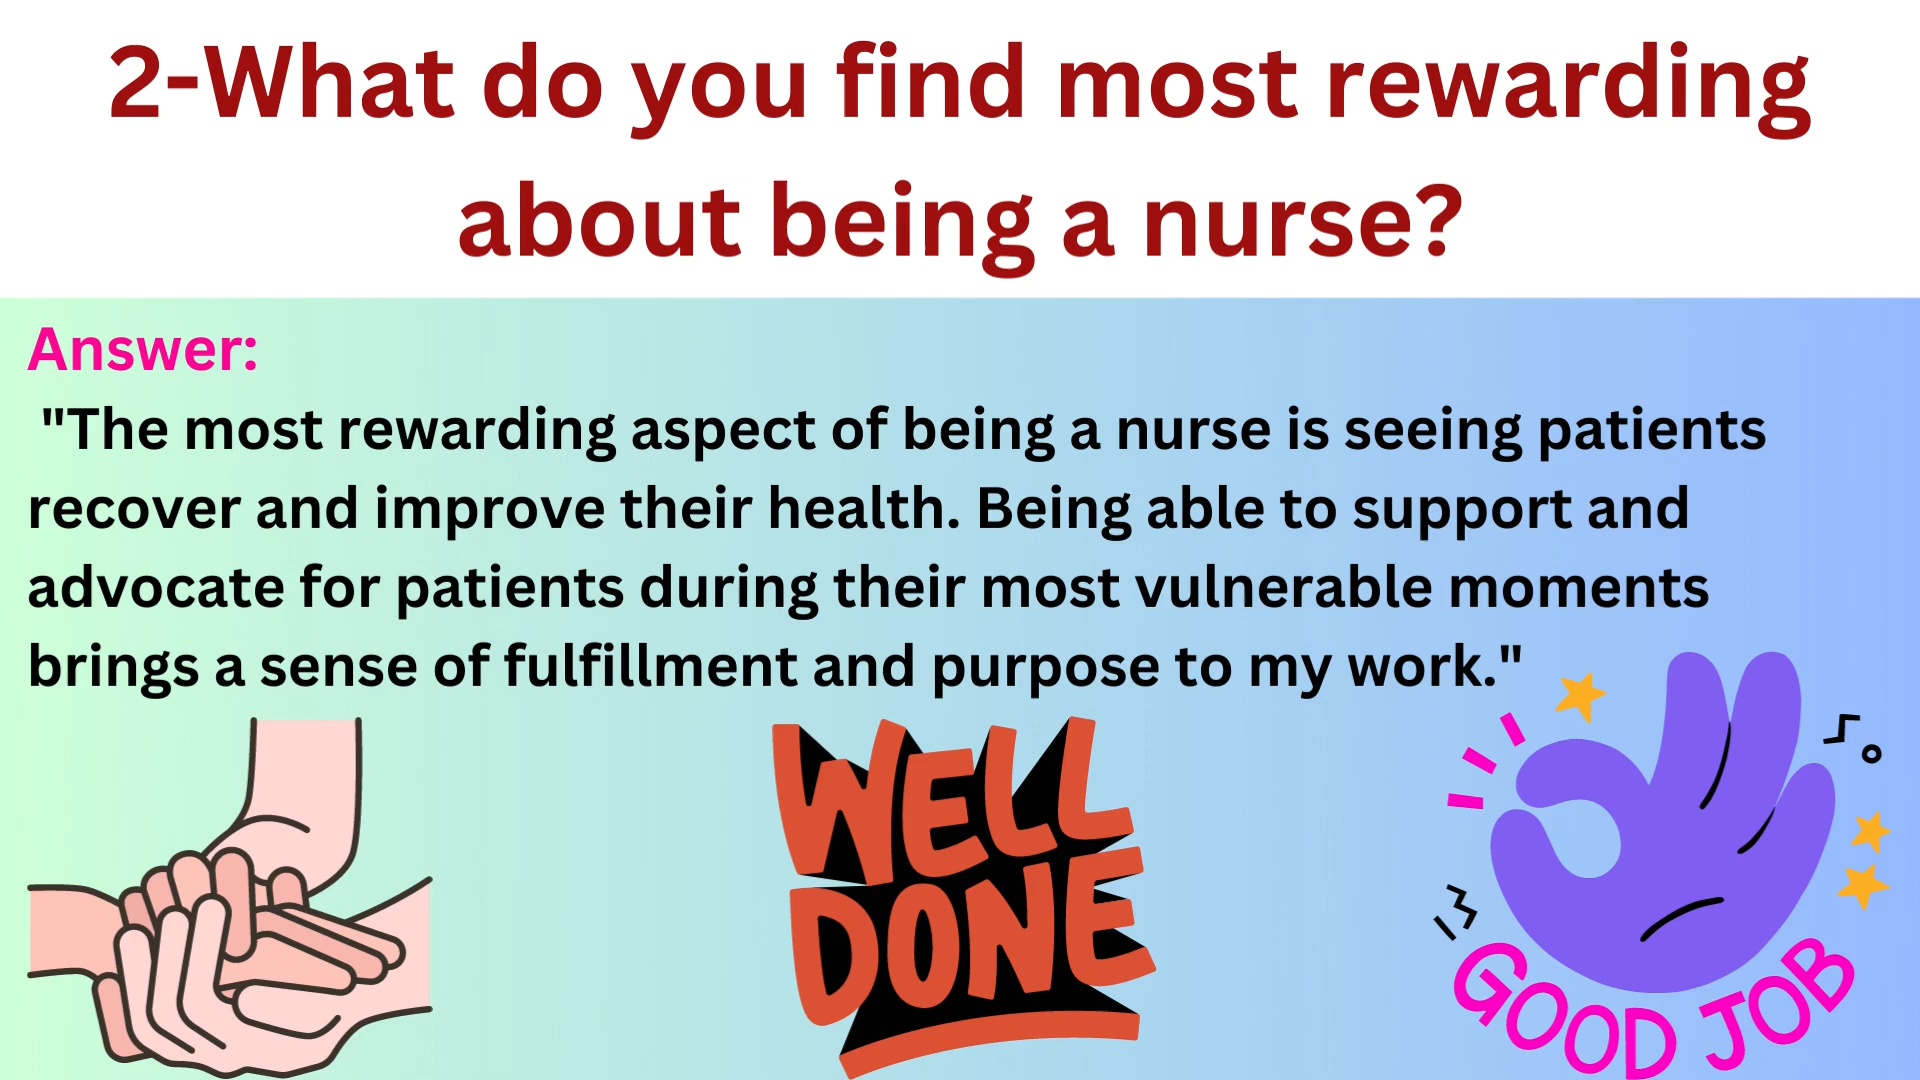 2-What do you find most rewarding
about being a nurse?
Answer:
"The most rewarding aspect of being a nurse is seeing patients
recover and improve their health. Being able to support and
advocate for patients during their most vulnerable moments
brings a sense of fulfillment and purpose to my work."
WELL
DONE
GOOD JOB